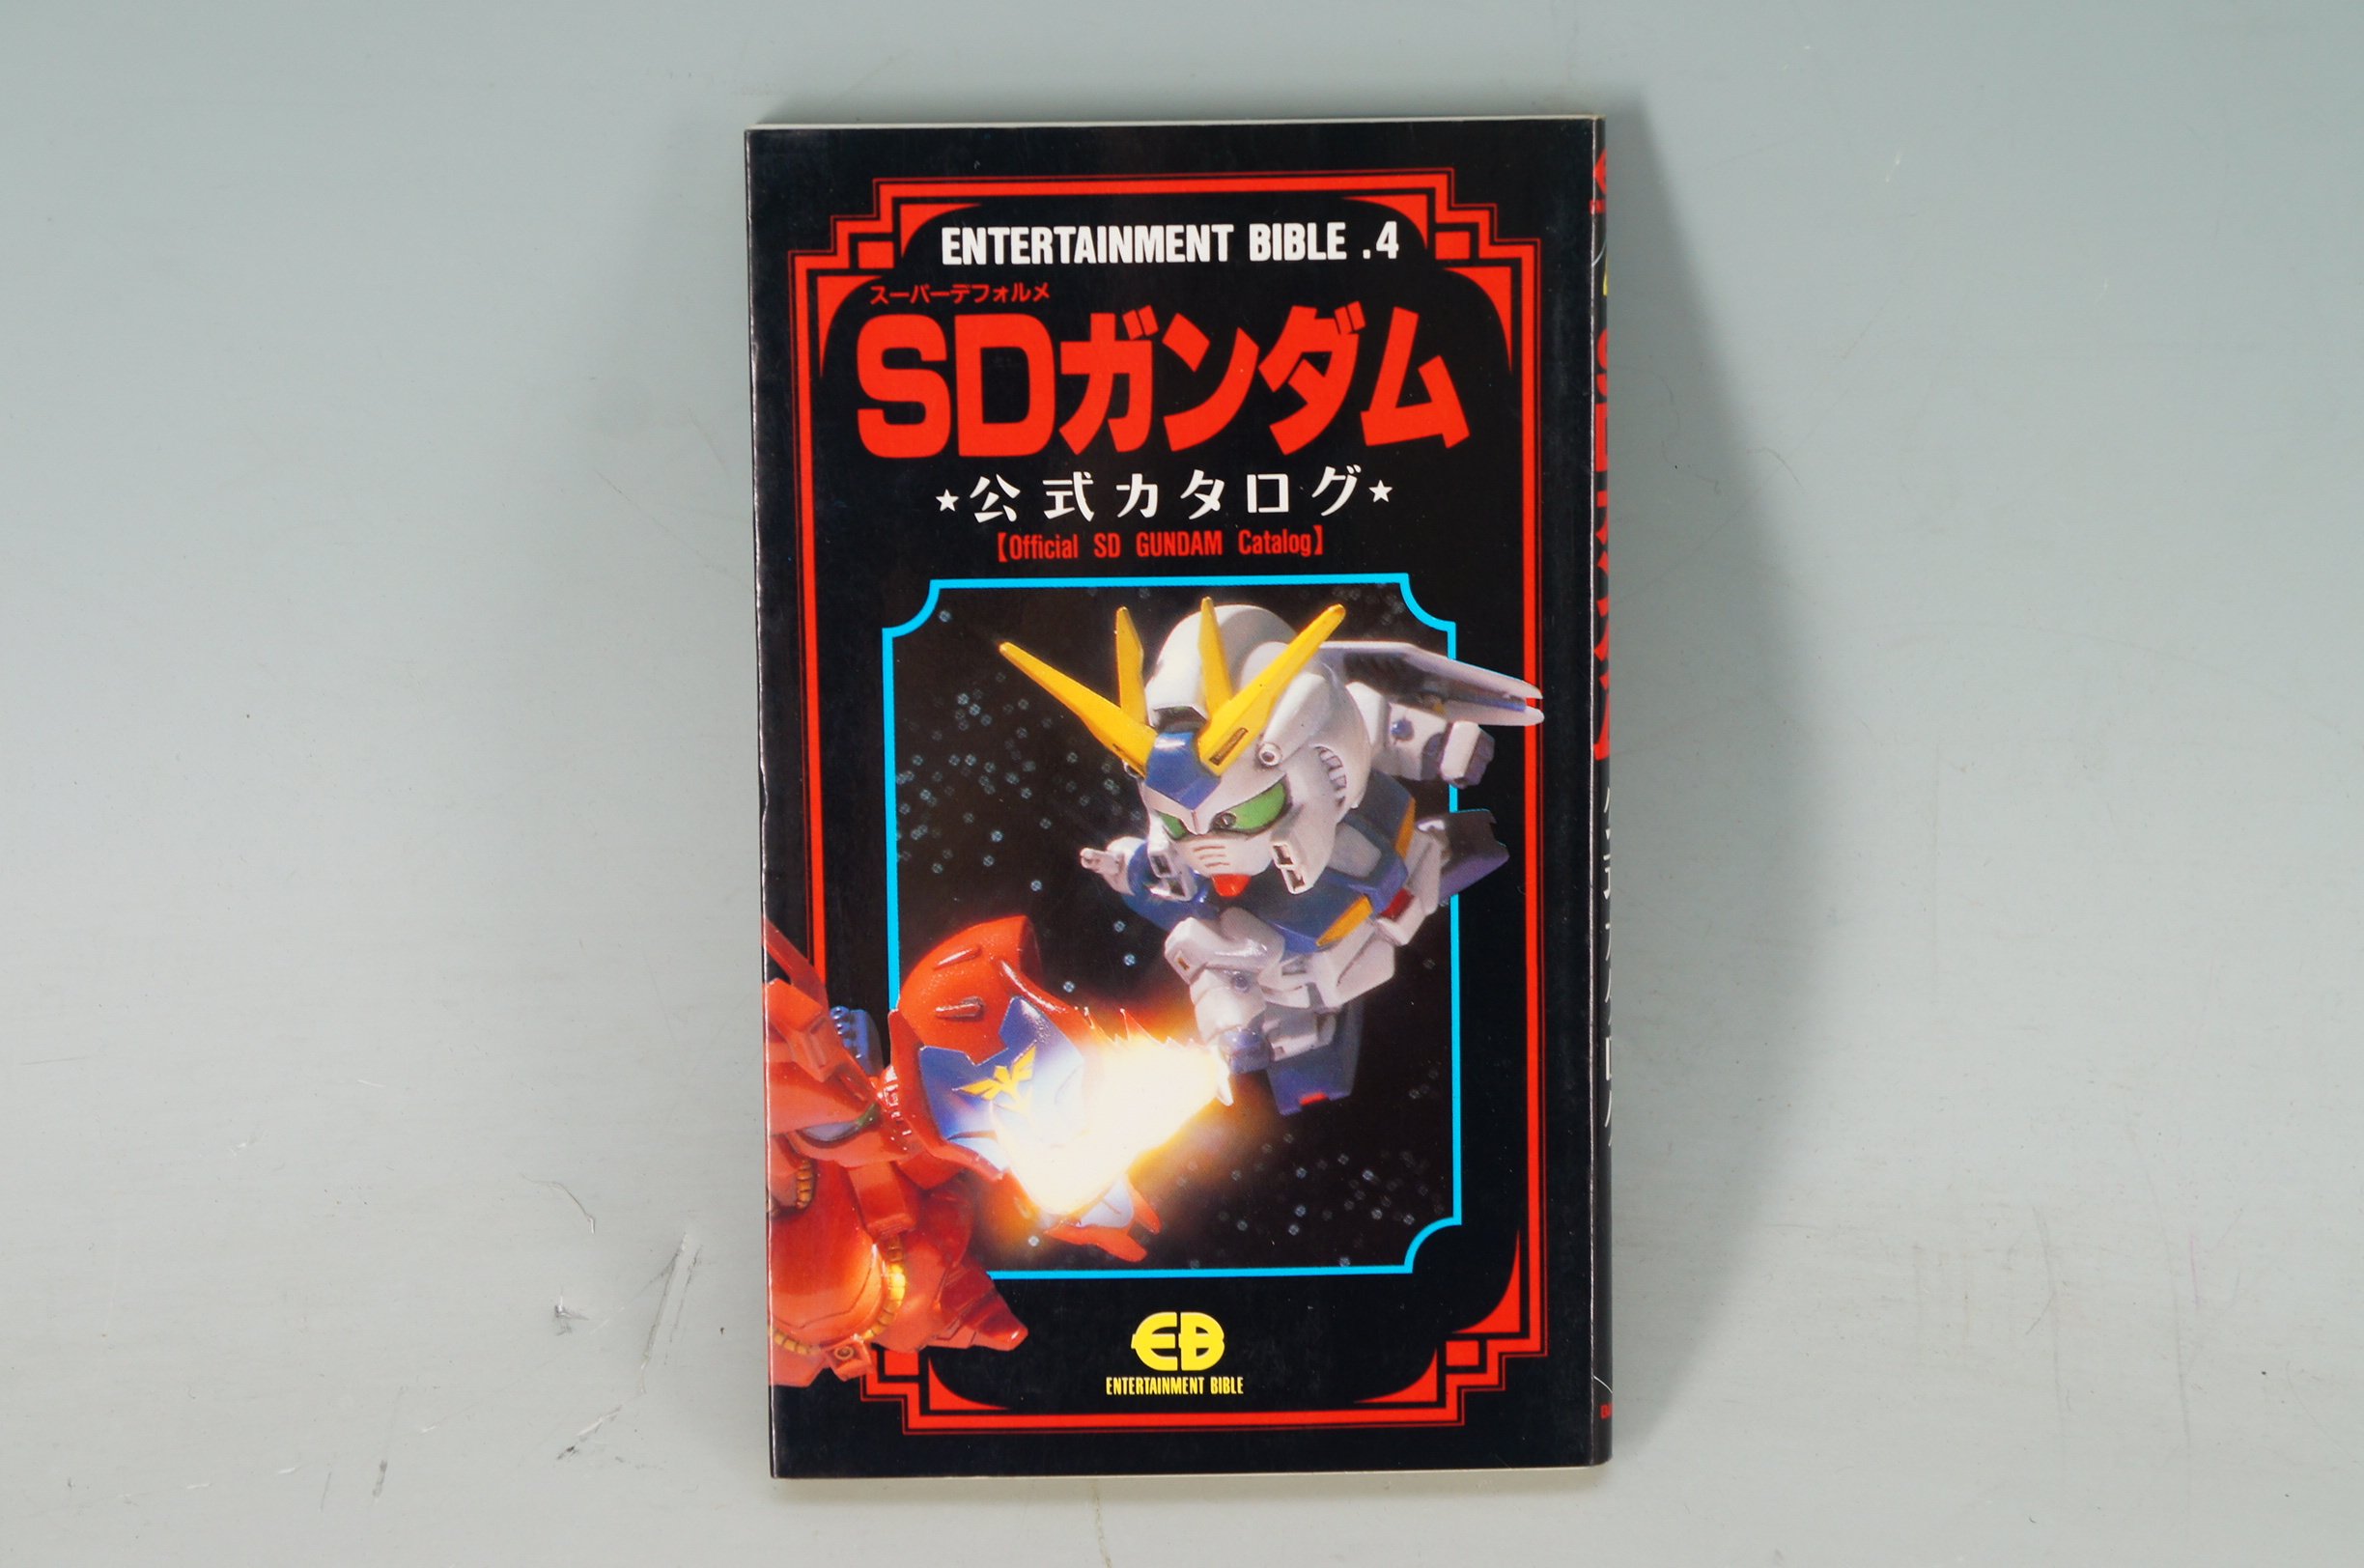 ENTERTAINMENT BIBLE .4
スーパーデフォルメ
SDガンダム
★公式カタログ★
【Official SD GUNDAM Catalog】
EB
ENTERTAINMENT BIBLE